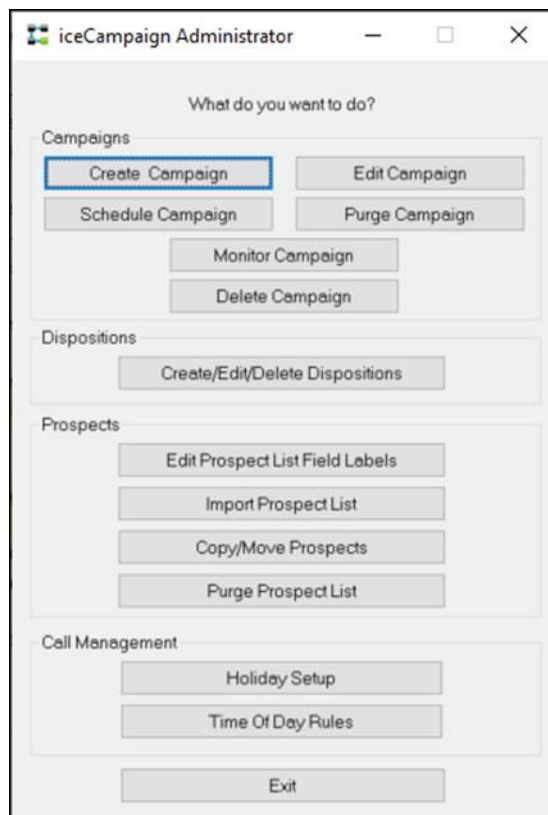 iceCampaign Administrator
What do you want to do?
Campaigns
Create Campaign Edit Campaign
Schedule Campaign Purge Campaign
Monitor Campaign
Delete Campaign
Dispositions
Create/Edit/Delete Dispositions
Prospects
Edit Prospect List Field Labels
Import Prospect List
Copy/Move Prospects
Purge Prospect List
Call Management
Holiday Setup
Time Of Day Rules
Exit